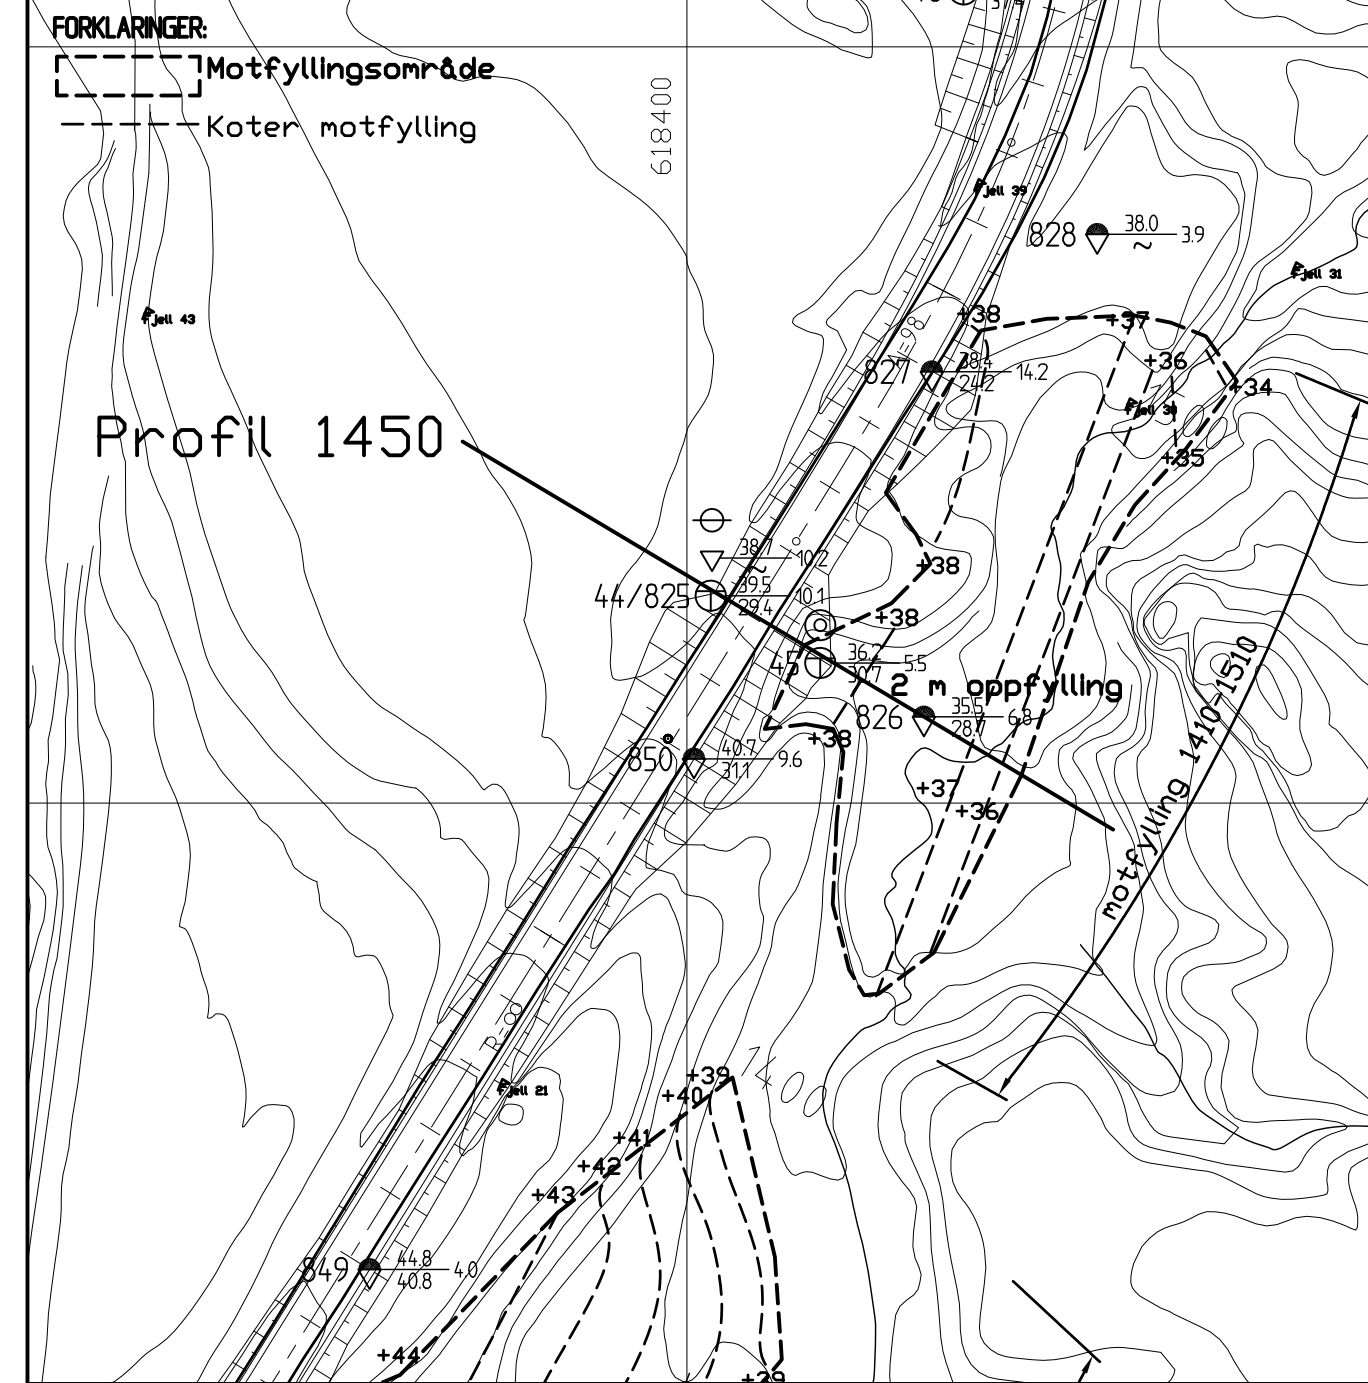 FORKLARINGER:
Motfyllingsområde
Koter motfylling
618400
Fjell 39
828 38.0 3.9
~
Fjell 31
Fjell 43
+38
+37
+36
+34
827 38.4 14.2
24.2
Fjell 38
+35
Profil 1450
38.7 10.2
~
44/825 39.5 10.1
29.4
+38
+38
45 36.2 5.5
30.7
2 m oppfylling
826 35.5 6.8
28.7
+38
850 40.7 9.6
31.1
+37
+36
motfylling 1410-1510
Fjell 21
+39
+40
+41
+42
+43
849 44.8 4.0
40.8
+44
+39